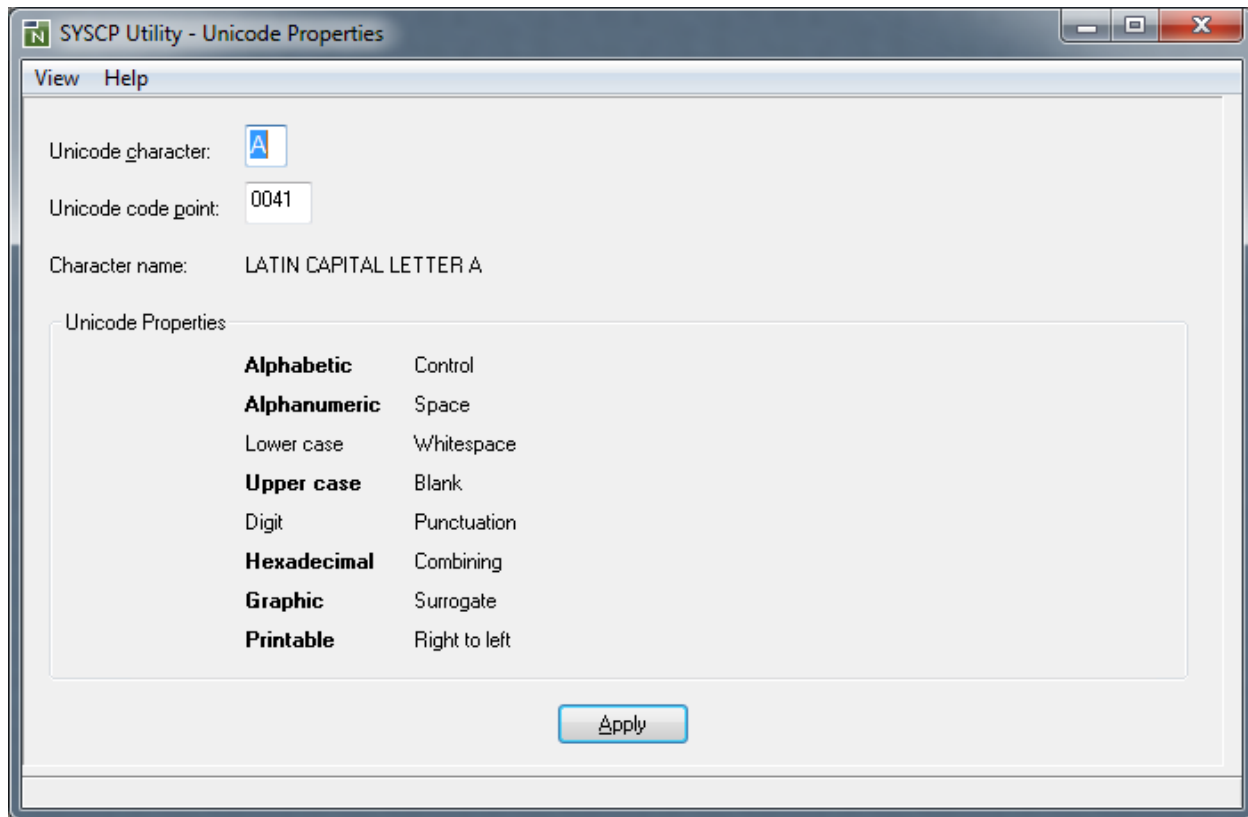 SYSCP Utility - Unicode Properties
View Help
Unicode character: A
Unicode code point: 0041
Character name: LATIN CAPITAL LETTER A
Unicode Properties
Alphabetic Control
Alphanumeric Space
Lower case Whitespace
Upper case Blank
Digit Punctuation
Hexadecimal Combining
Graphic Surrogate
Printable Right to left
Apply